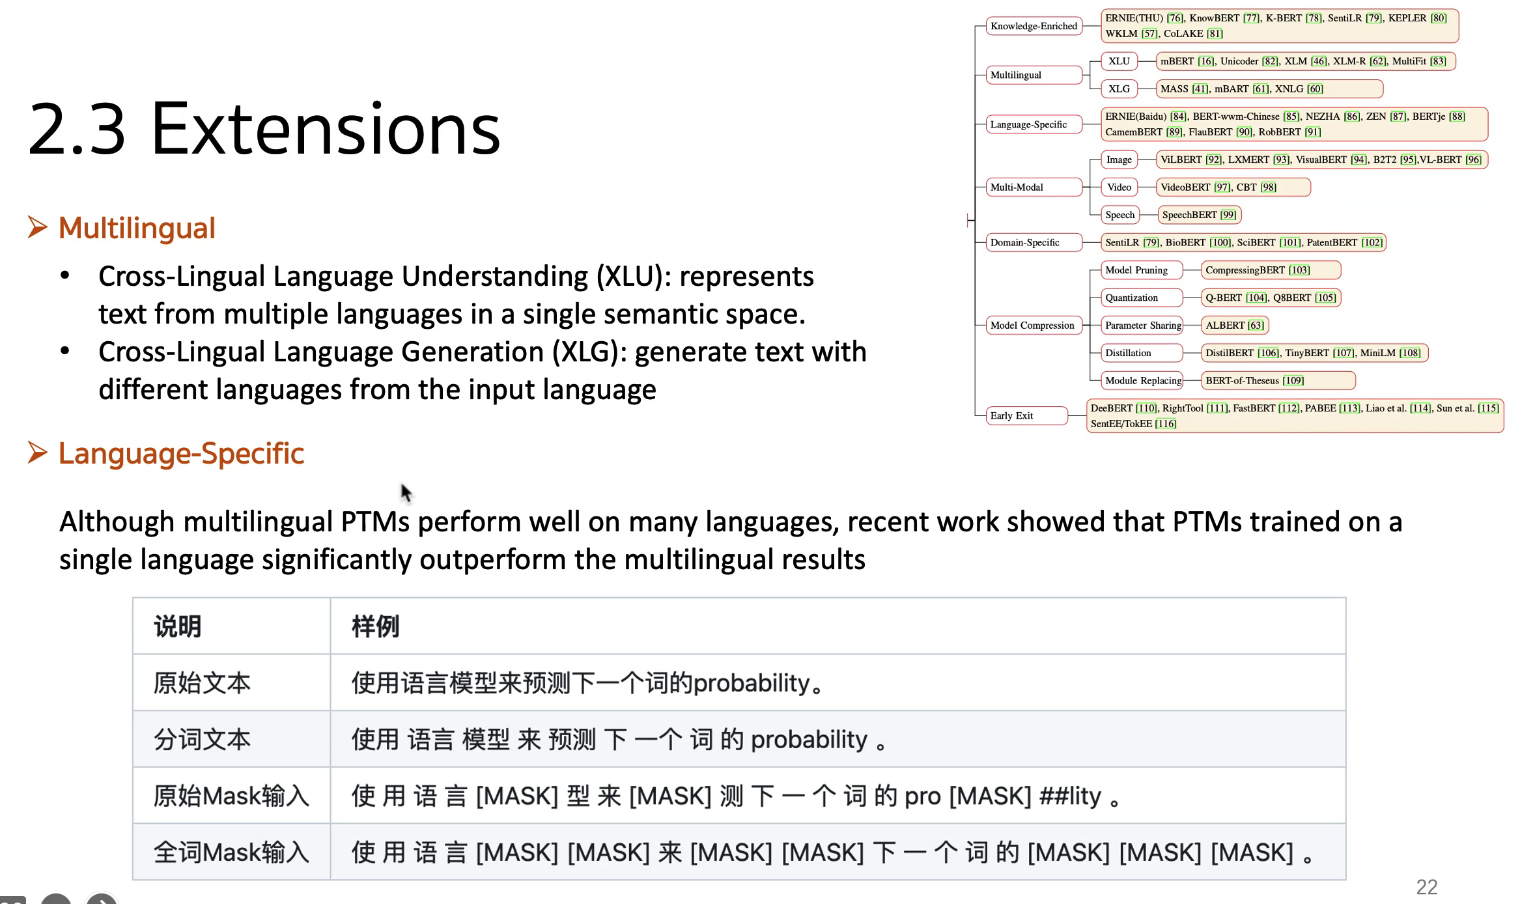 2.3 Extensions
➢ Multilingual
• Cross-Lingual Language Understanding (XLU): represents
text from multiple languages in a single semantic space.
• Cross-Lingual Language Generation (XLG): generate text with
different languages from the input language
➢ Language-Specific
Although multilingual PTMs perform well on many languages, recent work showed that PTMs trained on a
single language significantly outperform the multilingual results
Knowledge-Enriched
ERNIE(THU) [76], KnowBERT [77], K-BERT [78], SentiLR [79], KEPLER [80]
WKLM [57], CoLAKE [81]
Multilingual
XLU
mBERT [16], Unicoder [82], XLM [46], XLM-R [62], MultiFit [83]
XLG
MASS [41], mBART [61], XNLG [60]
Language-Specific
ERNIE(Baidu) [84], BERT-wwm-Chinese [85], NEZHA [86], ZEN [87], BERTje [88]
CamemBERT [89], FlauBERT [90], RobBERT [91]
Multi-Modal
Image
ViLBERT [92], LXMERT [93], VisualBERT [94], B2T2 [95],VL-BERT [96]
Video
VideoBERT [97], CBT [98]
Speech
SpeechBERT [99]
Domain-Specific
SentiLR [79], BioBERT [100], SciBERT [101], PatentBERT [102]
Model Compression
Model Pruning
CompressingBERT [103]
Quantization
Q-BERT [104], Q8BERT [105]
Parameter Sharing
ALBERT [63]
Distillation
DistilBERT [106], TinyBERT [107], MiniLM [108]
Module Replacing
BERT-of-Theseus [109]
Early Exit
DeeBERT [110], RightTool [111], FastBERT [112], PABEE [113], Liao et al. [114], Sun et al. [115]
SentEE/TokEE [116]
说明 样例
原始文本 使用语言模型来预测下一个词的probability。
分词文本 使用 语言 模型 来 预测 下 一个 词 的 probability 。
原始Mask输入 使 用 语 言 [MASK] 型 来 [MASK] 测 下 一 个 词 的 pro [MASK] ##lity 。
全词Mask输入 使 用 语 言 [MASK] [MASK] 来 [MASK] [MASK] 下 一 个 词 的 [MASK] [MASK] [MASK] 。
22